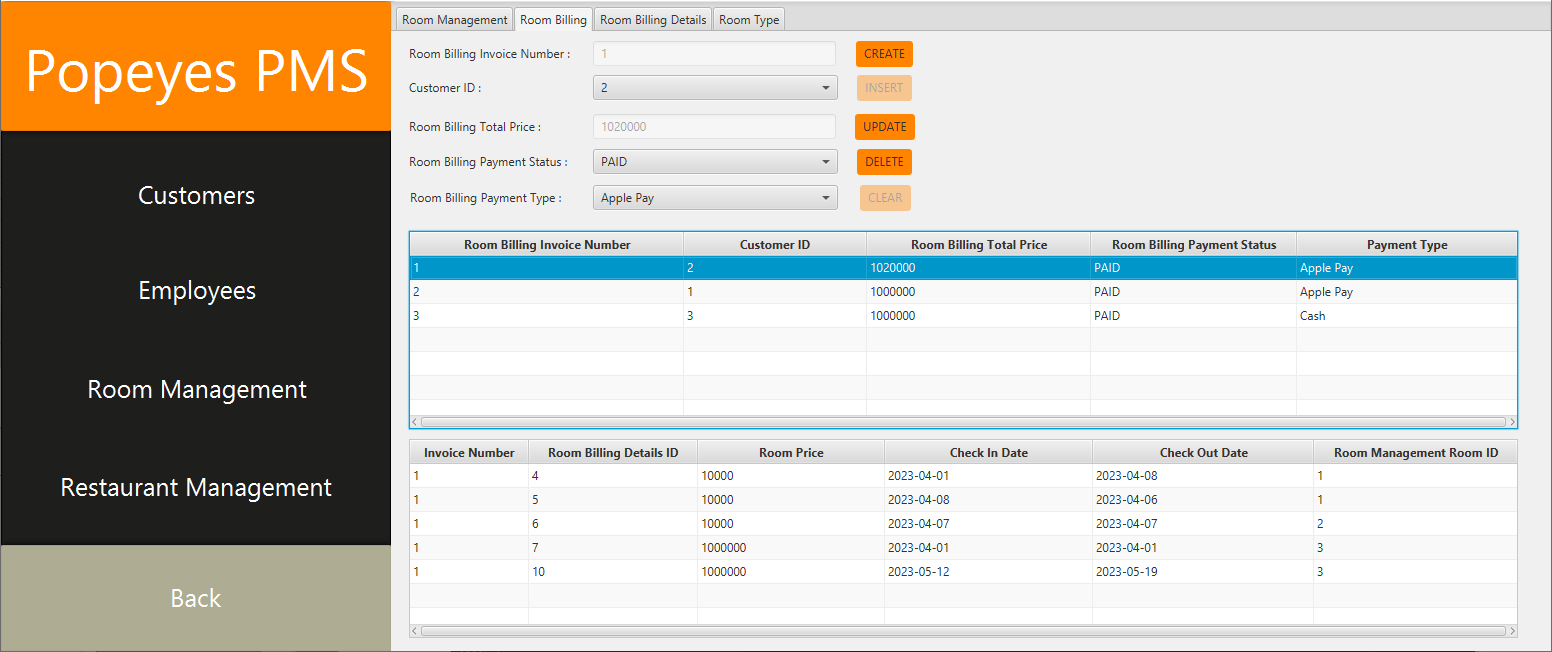 Popeyes PMS
Customers
Employees
Room Management
Restaurant Management
Back
Room Management Room Billing Room Billing Details Room Type
Room Billing Invoice Number : 1 CREATE
Customer ID : 2 INSERT
Room Billing Total Price : 1020000 UPDATE
Room Billing Payment Status : PAID DELETE
Room Billing Payment Type : Apple Pay CLEAR
Room Billing Invoice Number Customer ID Room Billing Total Price Room Billing Payment Status Payment Type
1 2 1020000 PAID Apple Pay
2 1 1000000 PAID Apple Pay
3 3 1000000 PAID Cash
Invoice Number Room Billing Details ID Room Price Check In Date Check Out Date Room Management Room ID
1 4 10000 2023-04-01 2023-04-08 1
1 5 10000 2023-04-08 2023-04-06 1
1 6 10000 2023-04-07 2023-04-07 2
1 7 1000000 2023-04-01 2023-04-01 3
1 10 1000000 2023-05-12 2023-05-19 3